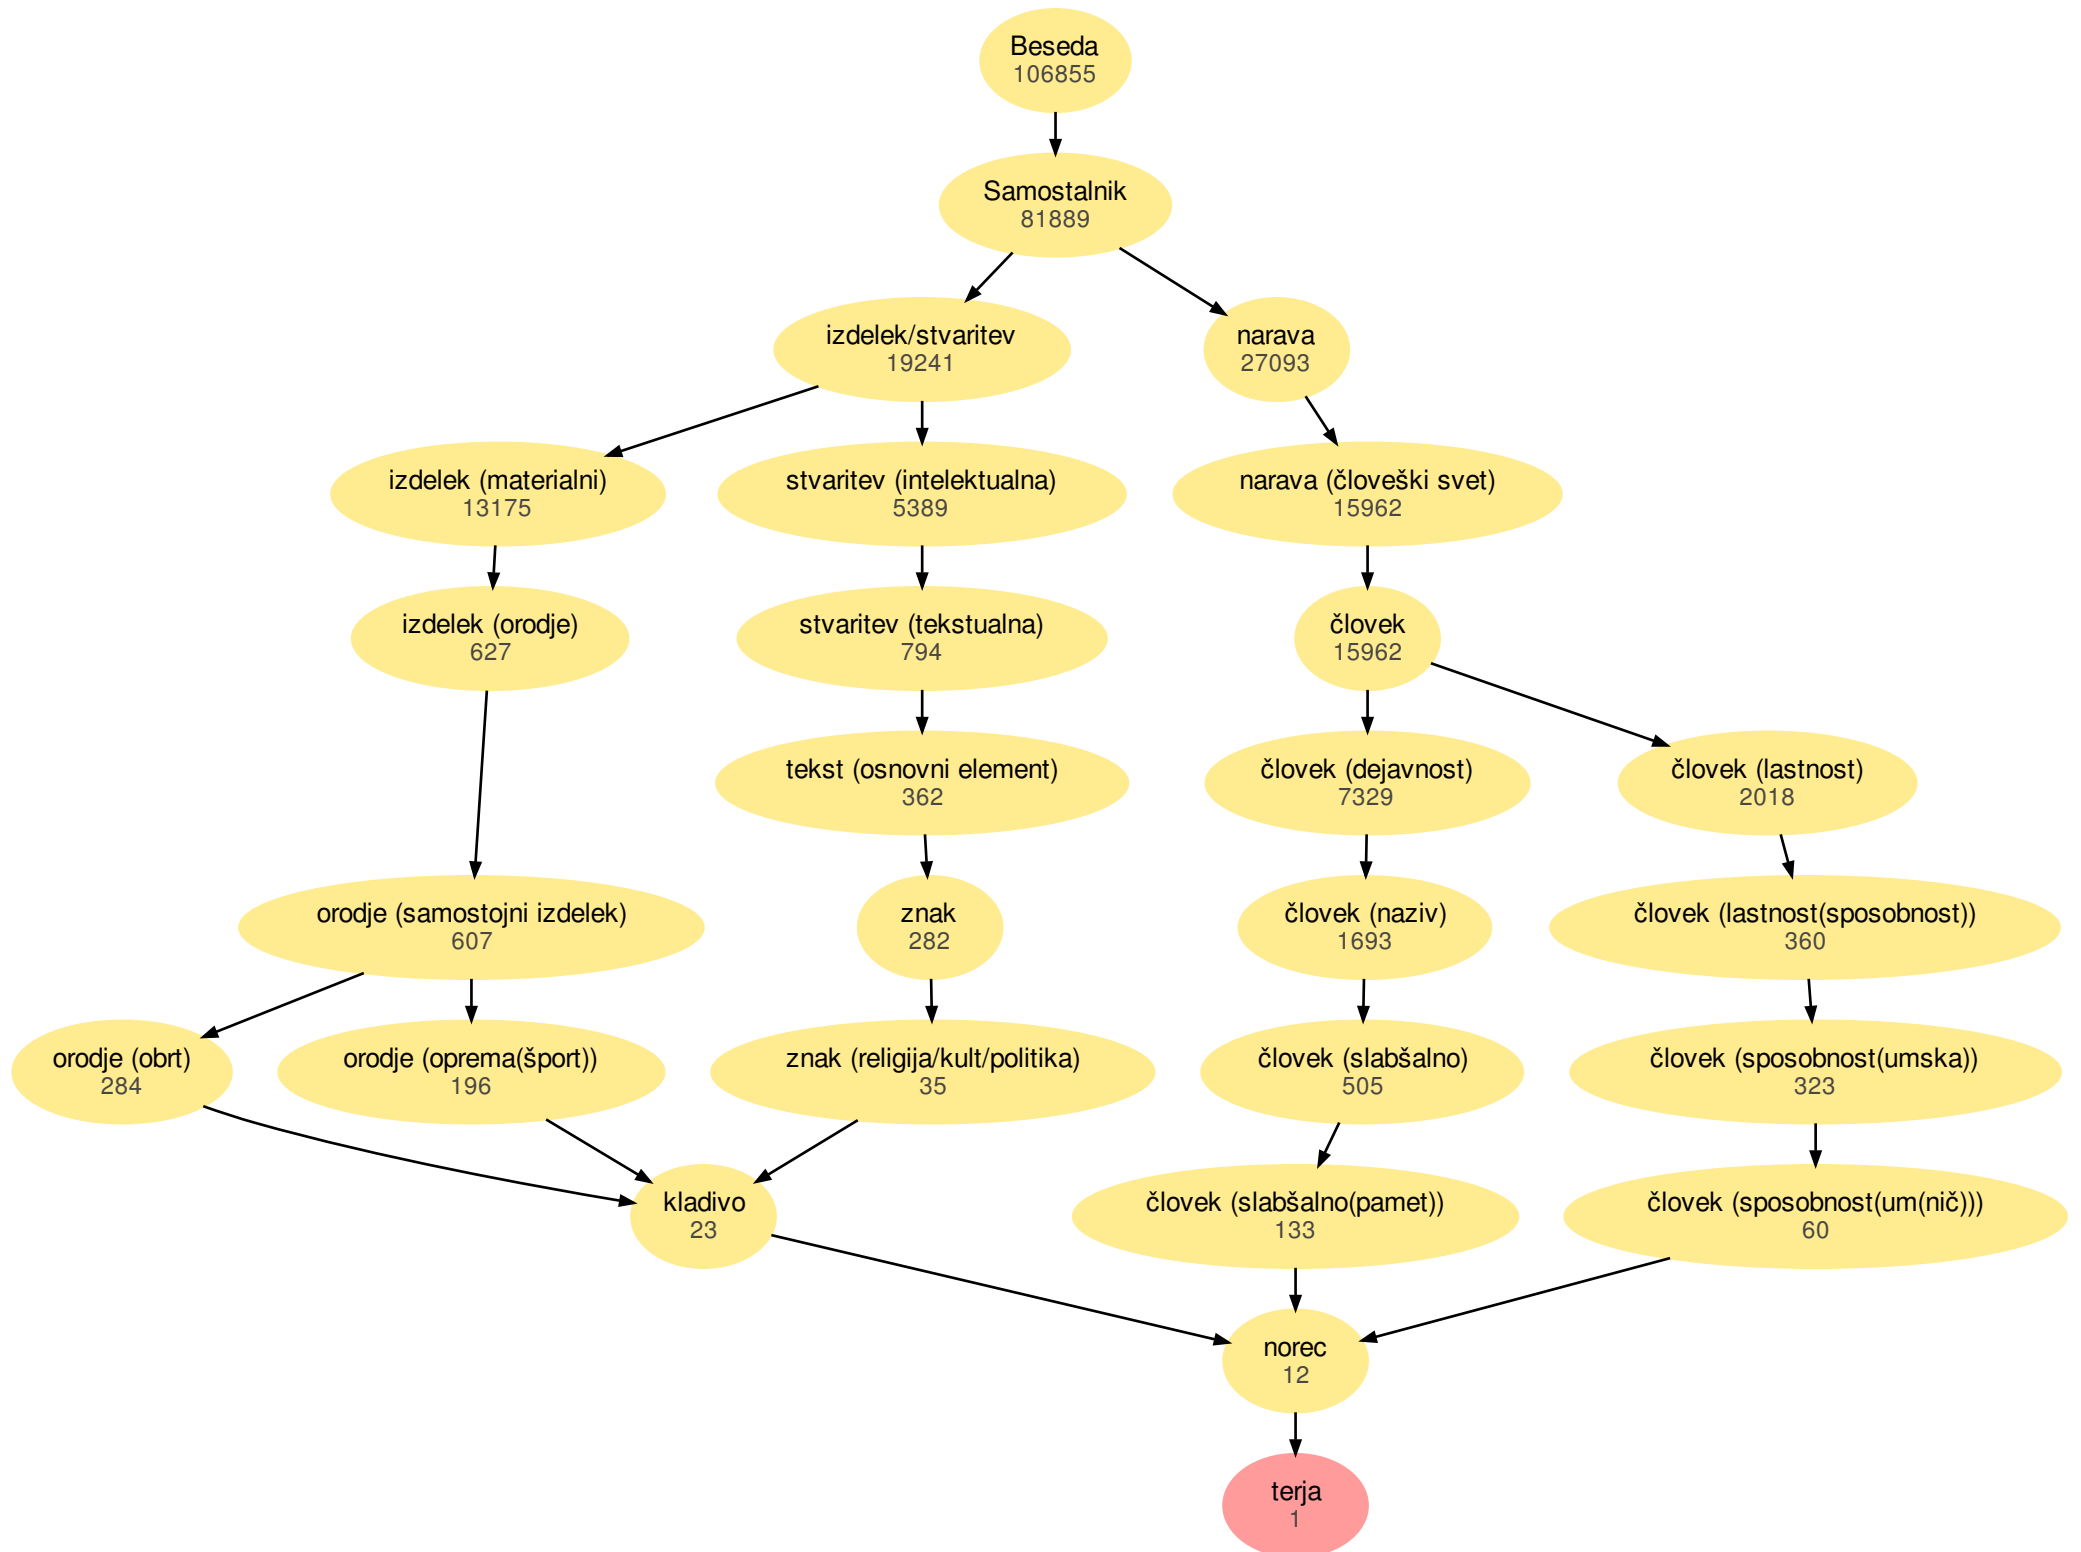 Beseda
106855
Samostalnik
81889
izdelek/stvaritev
19241
narava
27093
izdelek (materialni)
13175
stvaritev (intelektualna)
5389
narava (človeški svet)
15962
izdelek (orodje)
627
stvaritev (tekstualna)
794
človek
15962
tekst (osnovni element)
362
človek (dejavnost)
7329
človek (lastnost)
2018
orodje (samostojni izdelek)
607
znak
282
človek (naziv)
1693
človek (lastnost(sposobnost))
360
orodje (obrt)
284
orodje (oprema(šport))
196
znak (religija/kult/politika)
35
človek (slabšalno)
505
človek (sposobnost(umska))
323
kladivo
23
človek (slabšalno(pamet))
133
človek (sposobnost(um(nič)))
60
norec
12
terja
1